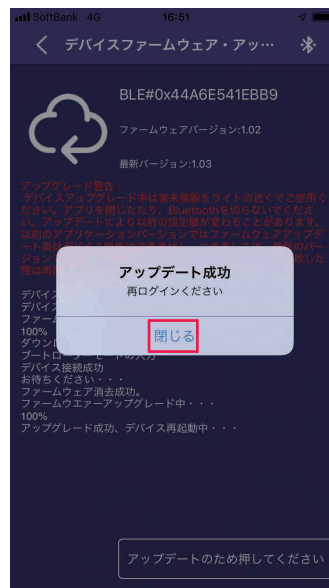 SoftBank 4G 16:51
デバイスファームウェア・アッ…
BLE#0x44A6E541EBB9
ファームウェアバージョン:1.02
最新バージョン:1.03
アップグレード警告：
デバイスアップグレード中は端末機器をライトの近くでご使用く
ださい。アプリを閉じたたり、Bluetoothを切らないでくださ
い。アップデートにより以前の設定値が変わることがあります。
以前のアプリケーションバージョンではファームウェアアップデ
アップデート成功
再ログインください
閉じる
100%
デバイス接続成功
お待ちください・・・
ファームウェア消去成功。
ファームウエアーアップグレード中・・・
100%
アップグレード成功、デバイス再起動中・・・
アップデートのため押してください